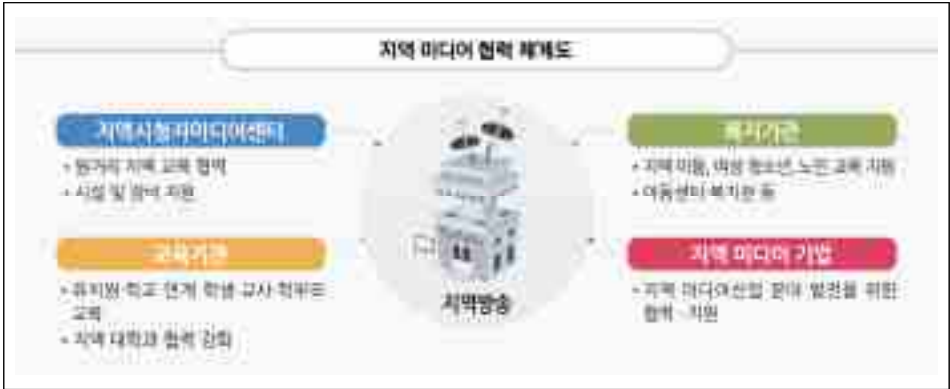 지역 미디어 협력 체계도
지역시청자미디어센터
• 원거리 지역 교육 협력
• 시설 및 장비 지원
교육기관
• 유치원·학교 연계 학생·교사·학부모
교육
• 지역 대학과 협력 강화
지역방송
복지기관
• 지역 아동, 여성 청소년, 노인 교육 지원
• 아동센터·복지관 등
지역 미디어 기업
• 지역 미디어산업 분야 발전을 위한
협력·지원